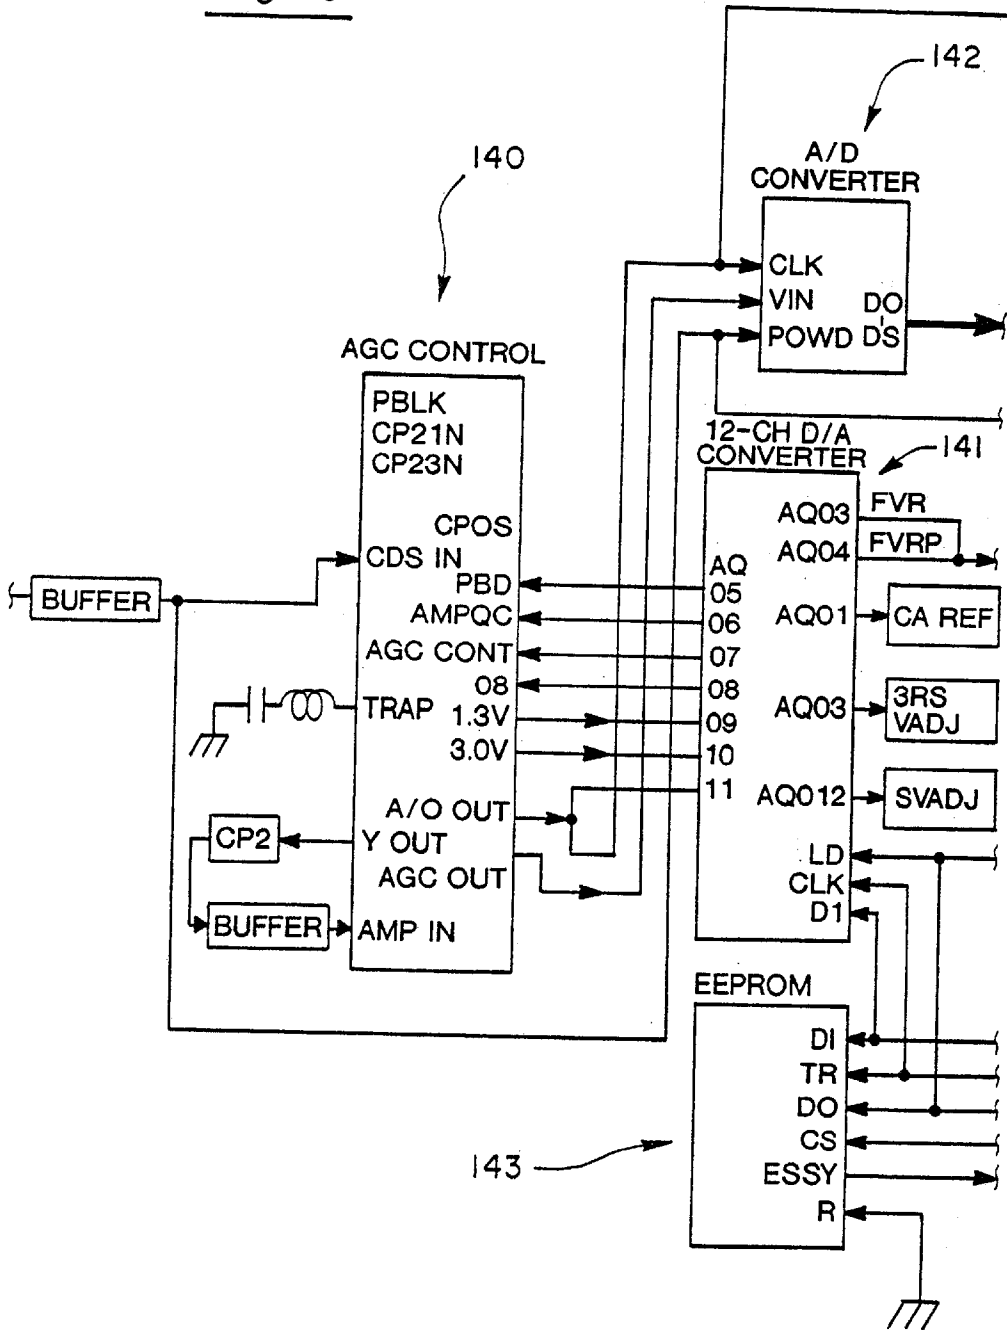 142
A/D
CONVERTER
140
CLK
VIN
DO
POWD
DS
AGC CONTROL
PBLK
CP21N
CP23N
12-CH D/A
CONVERTER
141
AQ03
FVR
CPOS
AQ04
FVRP
CDS IN
AQ
PBD
05
BUFFER
AMPQC
06
AQ01
CA REF
AGC CONT
07
08
08
TRAP
1.3V
09
AQ03
3RS
VADJ
3.0V
10
11
AQ012
SVADJ
A/O OUT
CP2
Y OUT
LD
AGC OUT
CLK
D1
BUFFER
AMP IN
EEPROM
DI
TR
DO
CS
143
ESSY
R